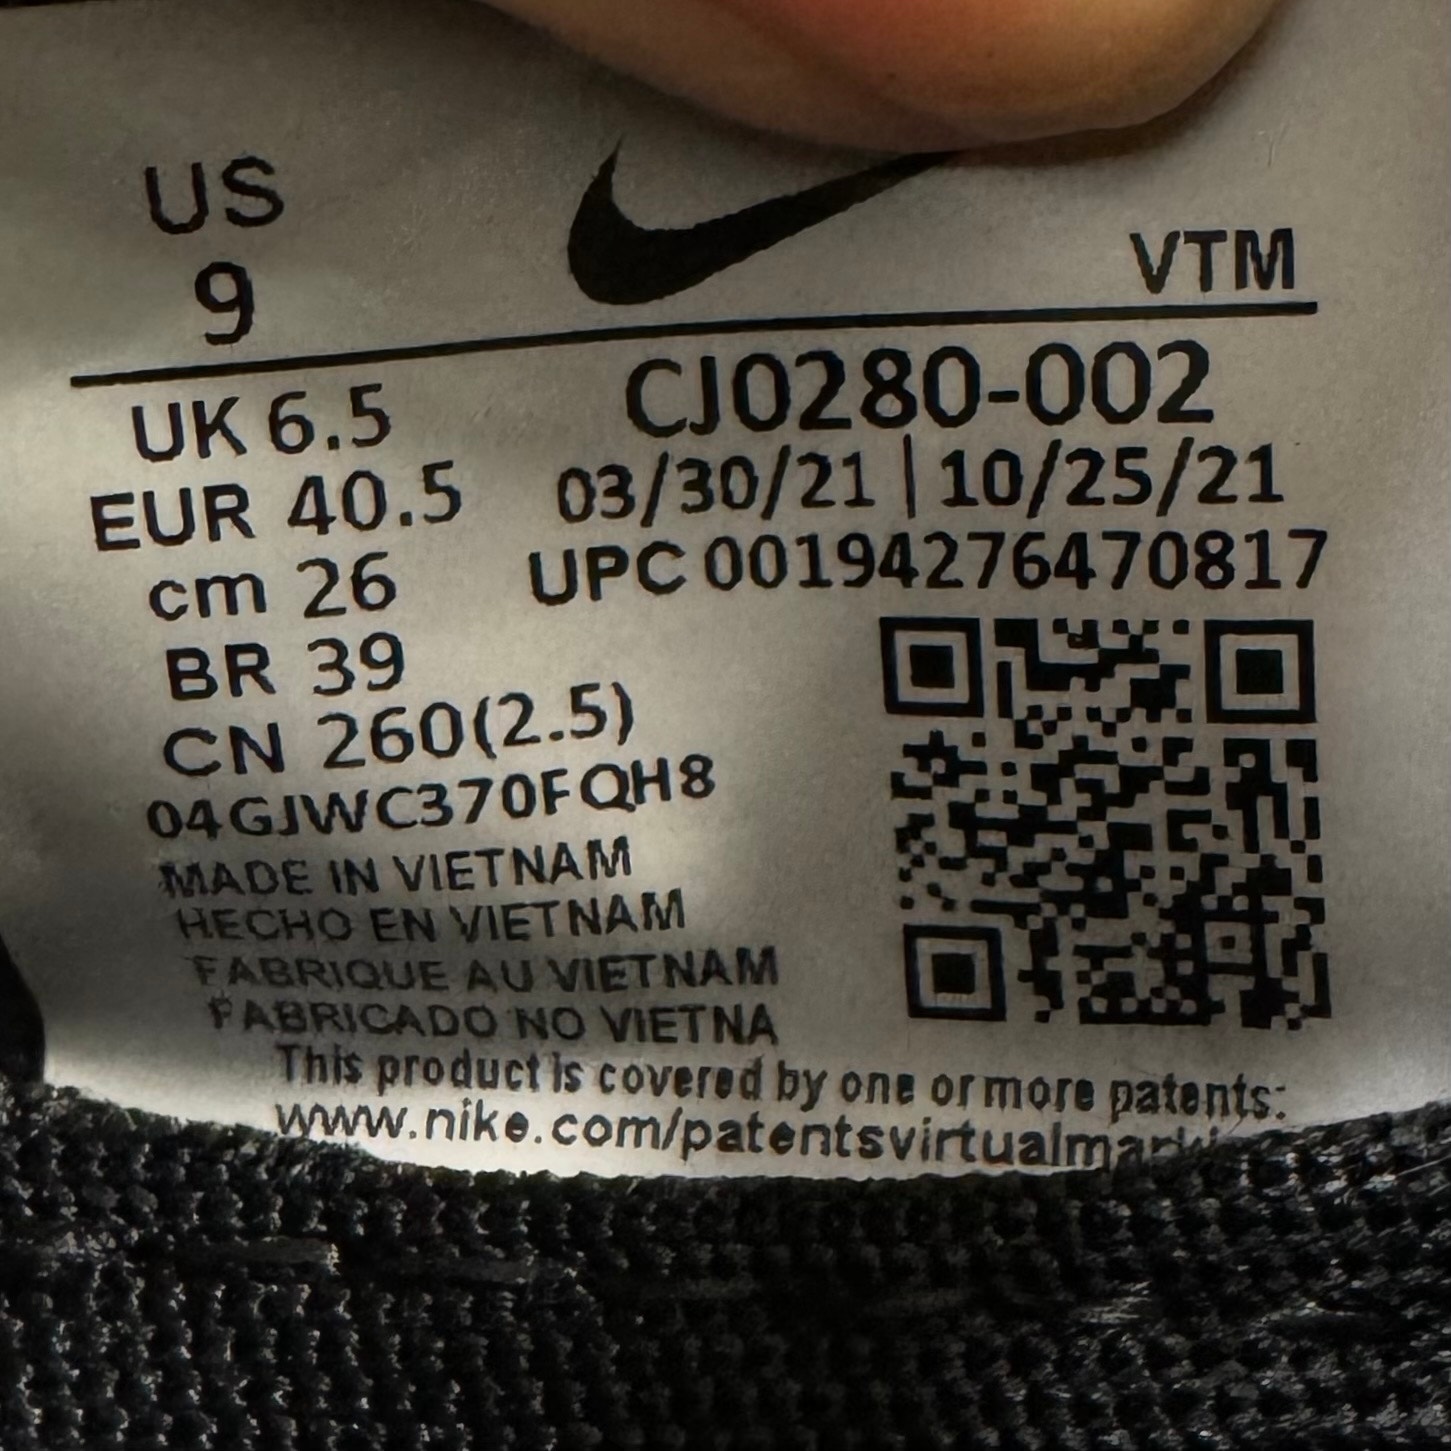 US
9
VTM
UK 6.5
EUR 40.5
cm 26
BR 39
CN 260(2.5)
CJ0280-002
03/30/21 | 10/25/21
UPC 00194276470817
04GJWC370FQH8
MADE IN VIETNAM
HECHO EN VIETNAM
FABRIQUE AU VIETNAM
FABRICADO NO VIETNA
This product is covered by one or more patents: